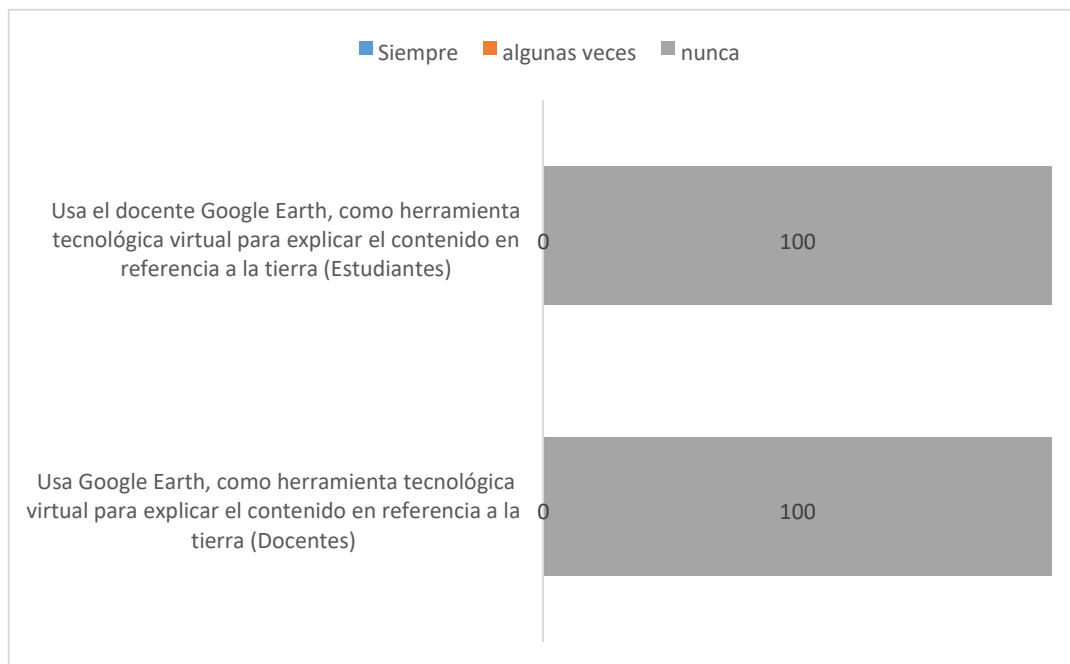 Siempre algunas veces nunca
Usa el docente Google Earth, como herramienta
tecnológica virtual para explicar el contenido en
referencia a la tierra (Estudiantes)
0 100
Usa Google Earth, como herramienta tecnológica
virtual para explicar el contenido en referencia a la
tierra (Docentes)
0 100